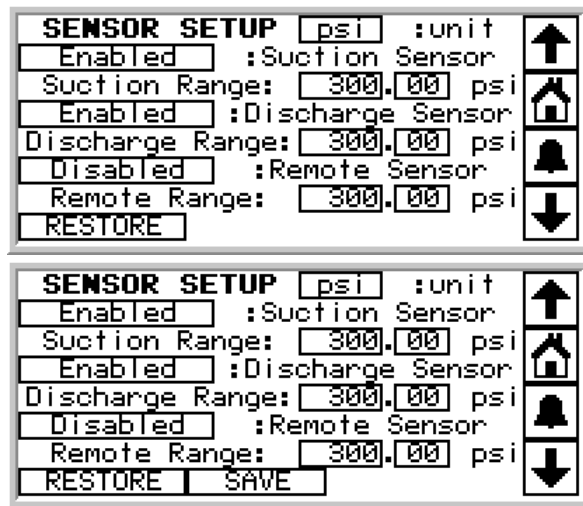 SENSOR SETUP psi :unit
Enabled :Suction Sensor
Suction Range: 300.00 psi
Enabled :Discharge Sensor
Discharge Range: 300.00 psi
Disabled :Remote Sensor
Remote Range: 300.00 psi
RESTORE
SENSOR SETUP psi :unit
Enabled :Suction Sensor
Suction Range: 300.00 psi
Enabled :Discharge Sensor
Discharge Range: 300.00 psi
Disabled :Remote Sensor
Remote Range: 300.00 psi
RESTORE SAVE